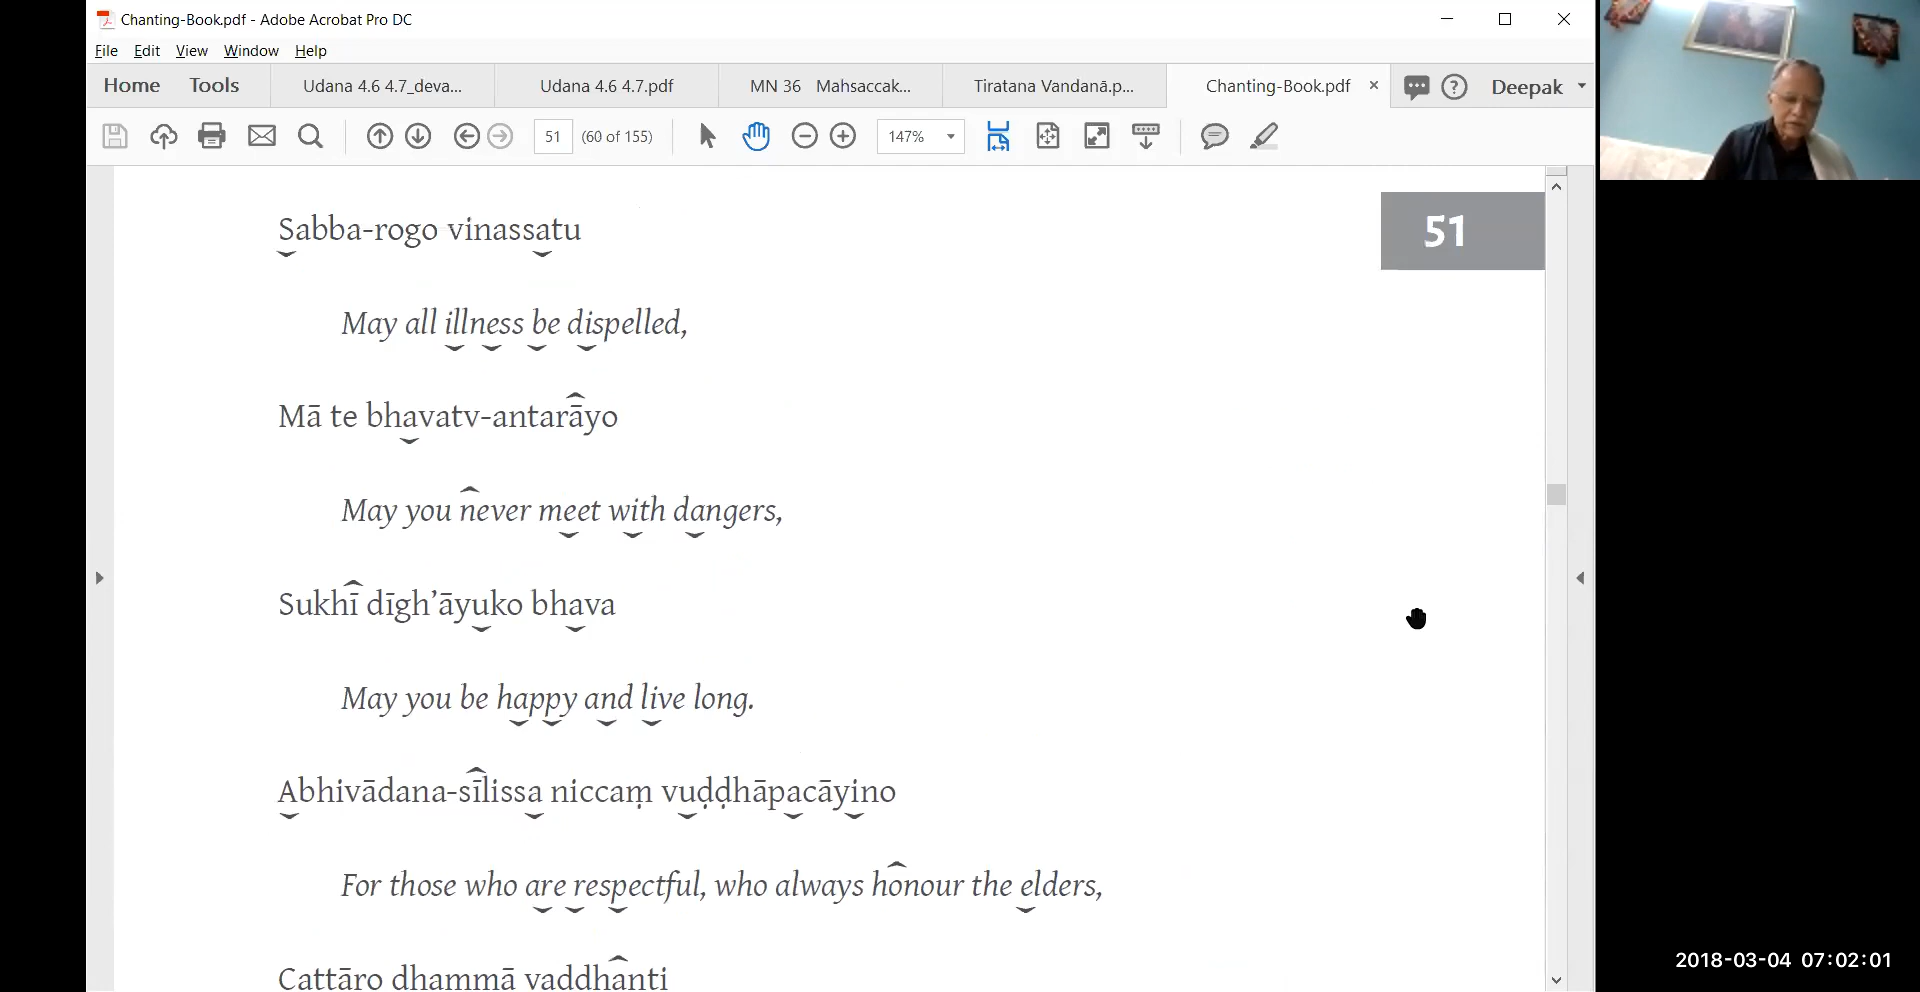 Chanting-Book.pdf - Adobe Acrobat Pro DC
File Edit View Window Help
Home Tools Udana 4.6 4.7_deva... Udana 4.6 4.7.pdf MN 36 Mahsaccak... Tiratana Vandanā.p... Chanting-Book.pdf × Deepak
51 (60 of 155) 147%
51
Sabba-rogo vinassatu
May all illness be dispelled,
Mā te bhavatv-antarāyo
May you never meet with dangers,
Sukhī dīgh’āyuko bhava
May you be happy and live long.
Abhivādana-sīlissa niccaṃ vuḍḍhāpacāyino
For those who are respectful, who always honour the elders,
Cattāro dhammā vaddhanti
2018-03-04 07:02:01